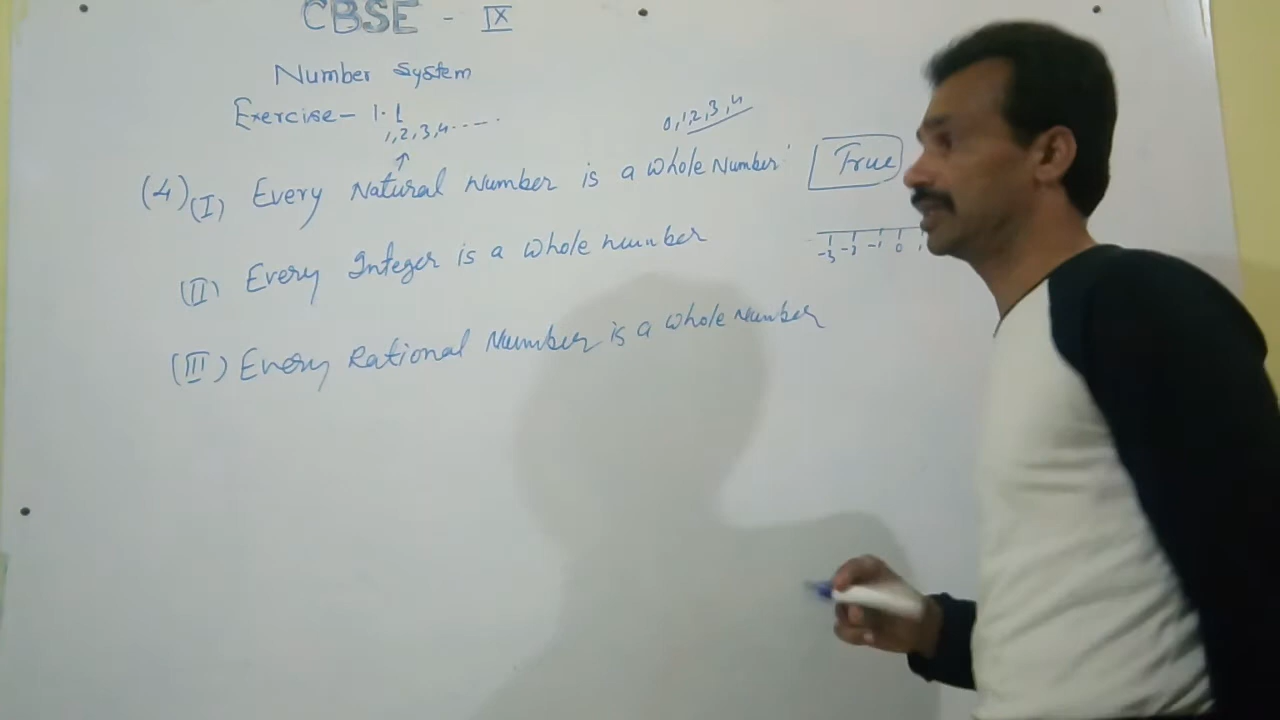 CBSE - IX
Number System
Exercise - 1.1
1,2,3,4.....
0,1,2,3,4
(4) (I) Every Natural Number is a whole Number True
(II) Every Integer is a whole number
-3 -2 -1 0
(III) Every Rational Number is a whole Number